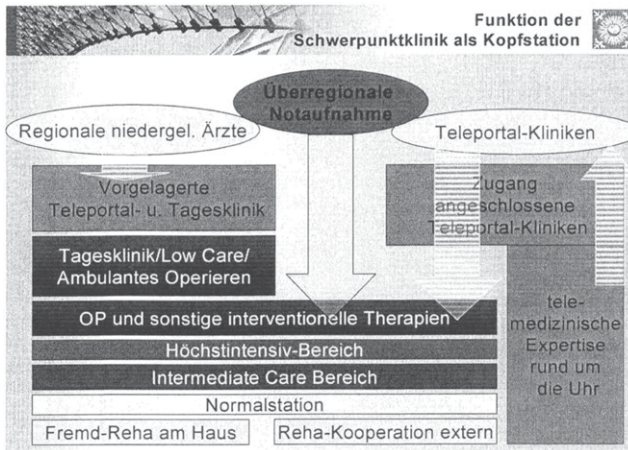 Funktion der
Schwerpunktklinik als Kopfstation
Überregionale
Notaufnahme
Regionale niedergel. Ärzte
Teleportal-Kliniken
Vorgelagerte
Teleportal- u. Tagesklinik
Zugang
angeschlossene
Teleportal-Kliniken
Tagesklinik/Low Care/
Ambulantes Operieren
OP und sonstige interventionelle Therapien
Höchstintensiv-Bereich
Intermediate Care Bereich
Normalstation
Fremd-Reha am Haus
Reha-Kooperation extern
tele-
medizinische
Expertise
rund um
die Uhr